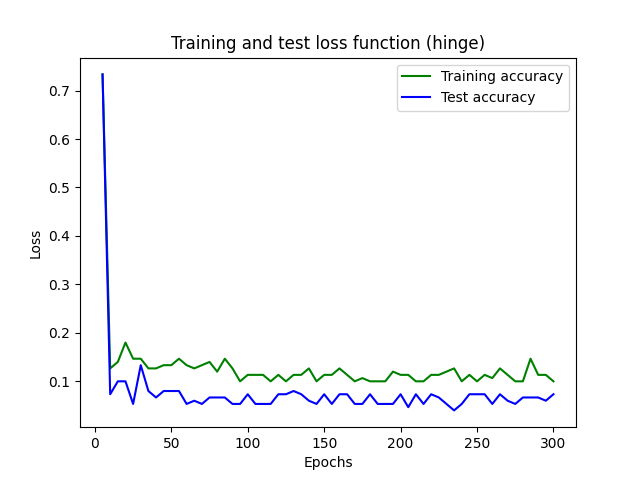 Training and test loss function (hinge)
Training accuracy
Test accuracy
0.7
0.6
0.5
0.4
0.3
0.2
0.1
Loss
0 50 100 150 200 250 300
Epochs